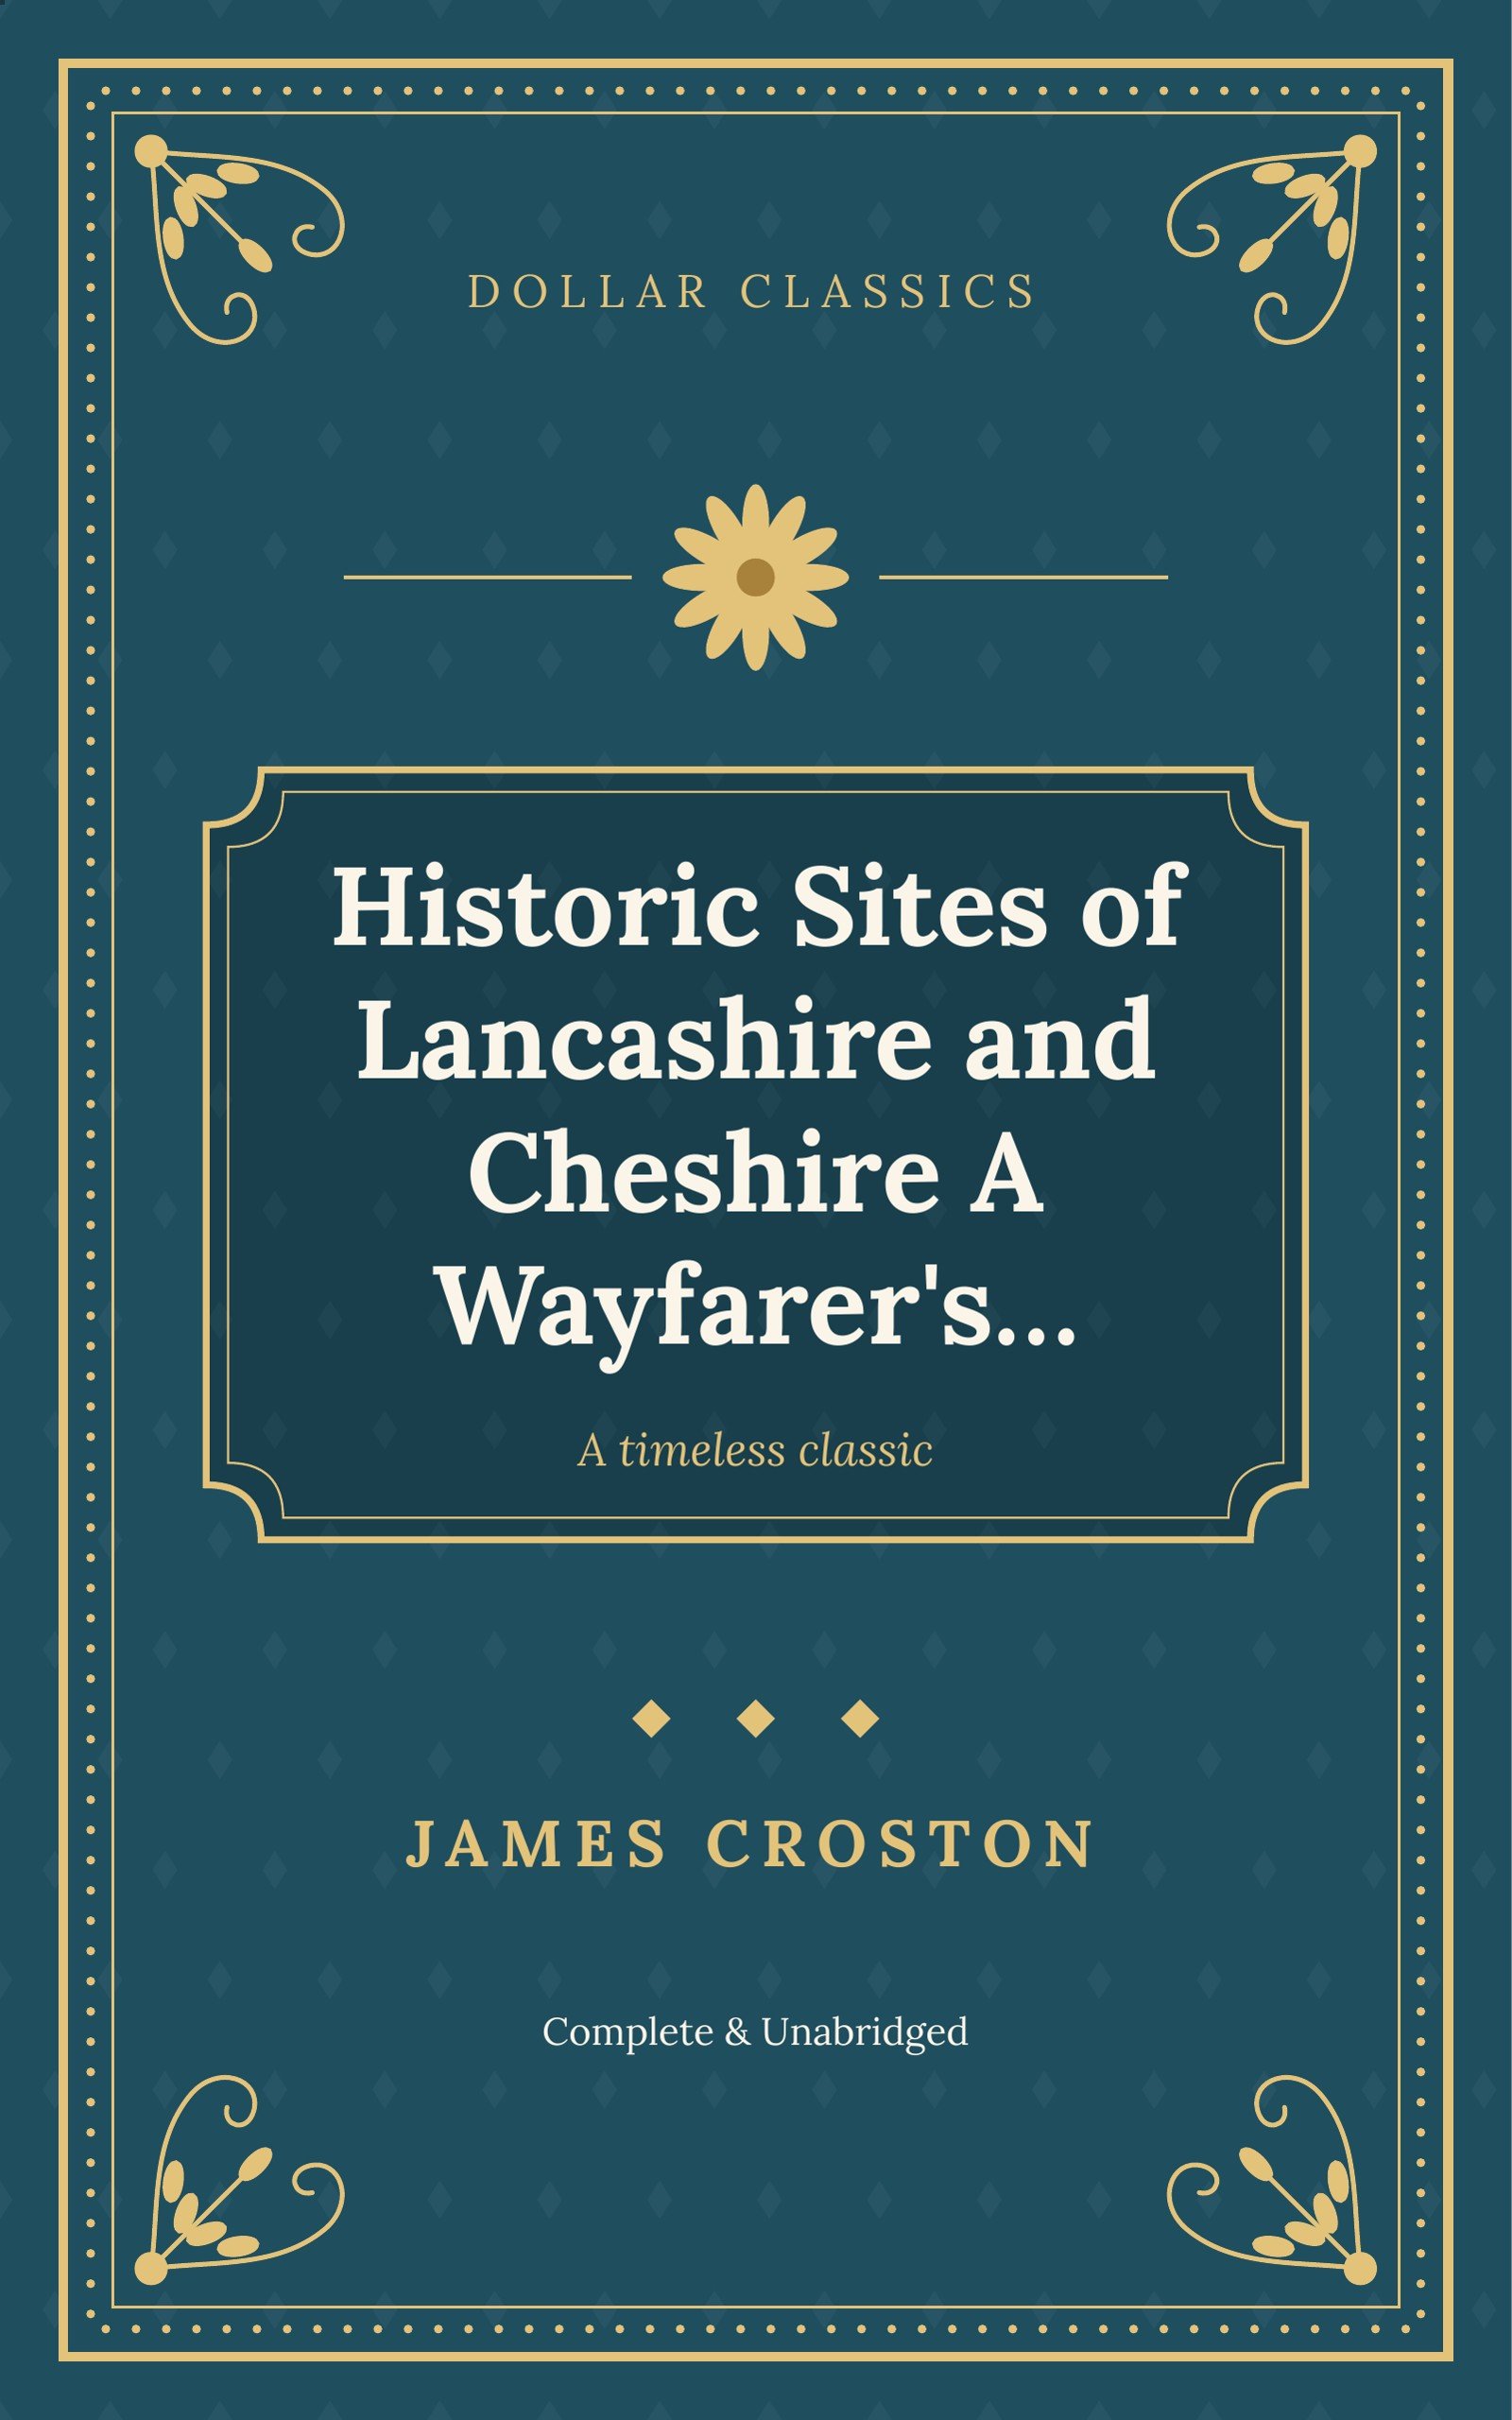 DOLLAR CLASSICS
Historic Sites of
Lancashire and
Cheshire A
Wayfarer's...
A timeless classic
JAMES CROSTON
Complete & Unabridged